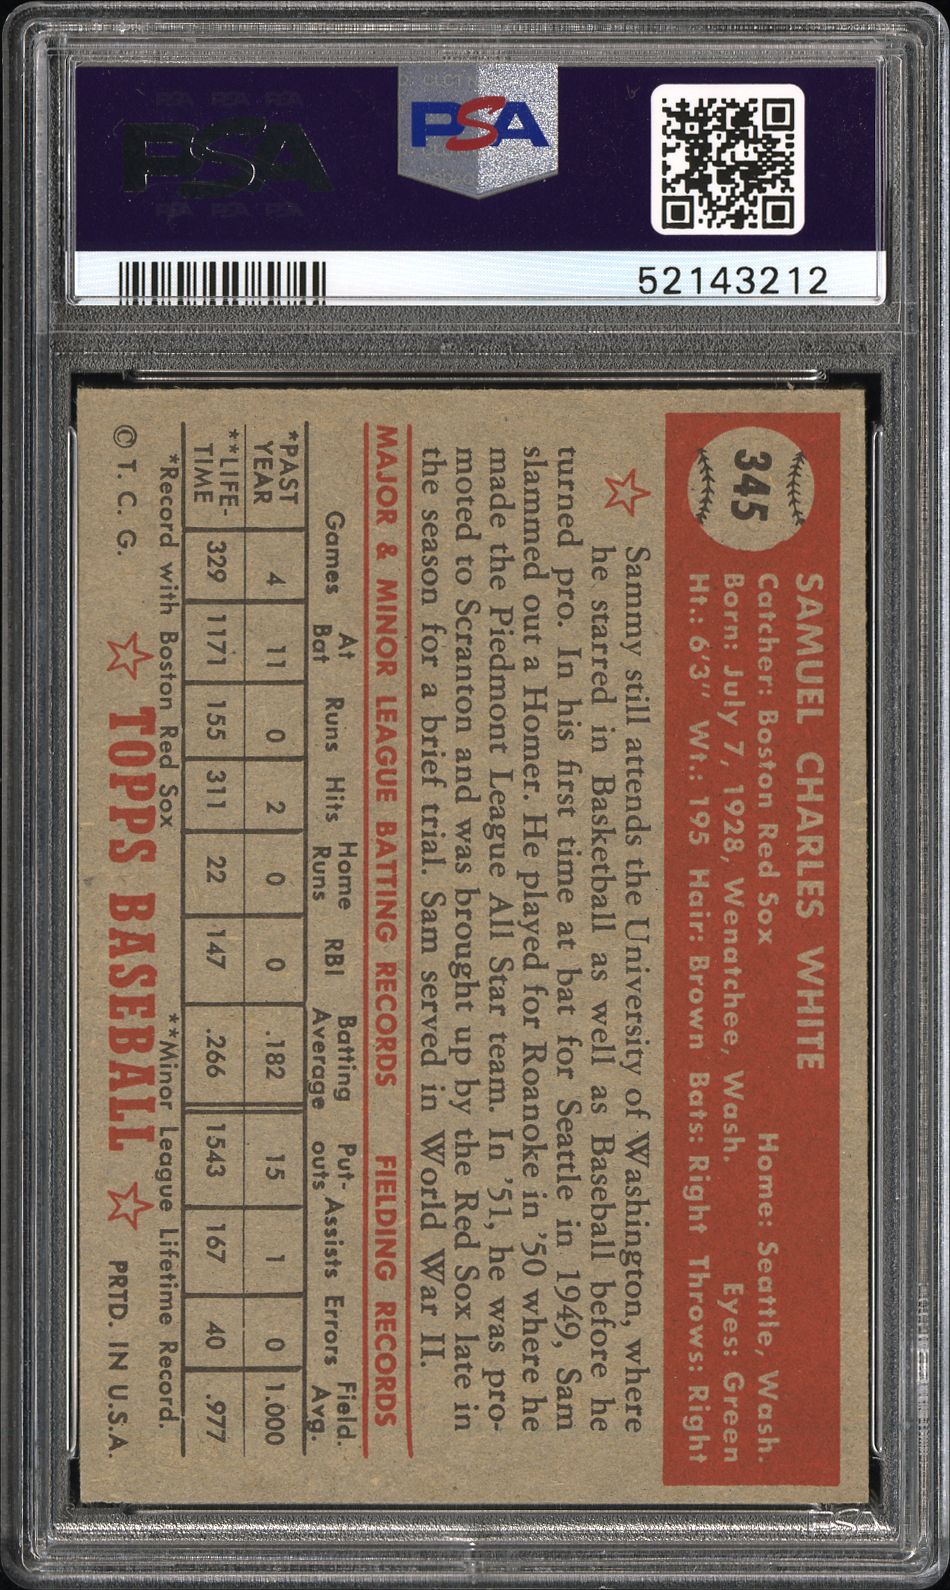 CLCT
PSA PSA PSA
PSA
PSA PSA PSA
PSA
52143212
345
SAMUEL CHARLES WHITE
Catcher: Boston Red Sox Home: Seattle, Wash.
Born: July 7, 1928, Wenatchee, Wash. Eyes: Green
Ht.: 6'3" Wt.: 195 Hair: Brown Bats: Right Throws: Right
Sammy still attends the University of Washington, where
he starred in Basketball as well as Baseball before he
turned pro. In his first time at bat for Seattle in 1949, Sam
slammed out a Homer. He played for Roanoke in '50 where he
made the Piedmont League All Star team. In '51, he was pro-
moted to Scranton and was brought up by the Red Sox late in
the season for a brief trial. Sam served in World War II.
MAJOR & MINOR LEAGUE BATTING RECORDS FIELDING RECORDS
Games At Bat Runs Hits Home Runs RBI Batting Average Put-outs Assists Errors Field. Avg.
*PAST YEAR 4 11 0 2 0 0 .182 15 1 0 1.000
**LIFE-TIME 329 1171 155 311 22 147 .266 1543 167 40 .977
*Record with Boston Red Sox **Minor League Lifetime Record.
© T. C. G. TOPPS BASEBALL PRTD. IN U.S.A.
PSA